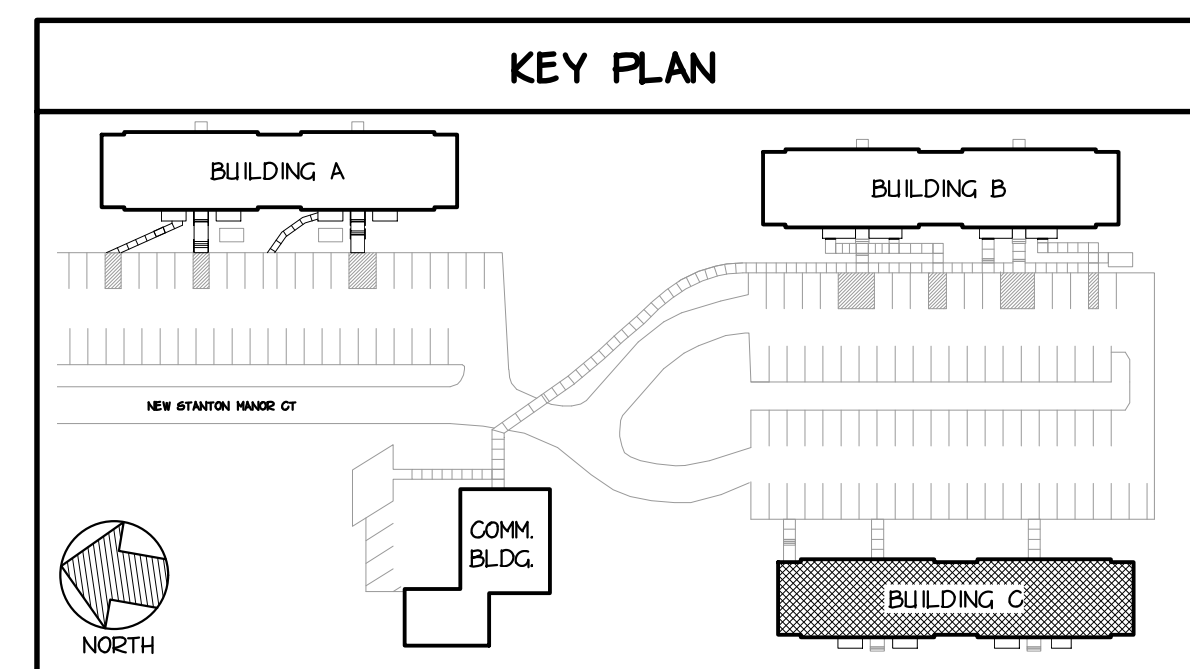 KEY PLAN
BUILDING A
BUILDING B
NEW STANTON MANOR CT
COMM.
BLDG.
BUILDING C
NORTH